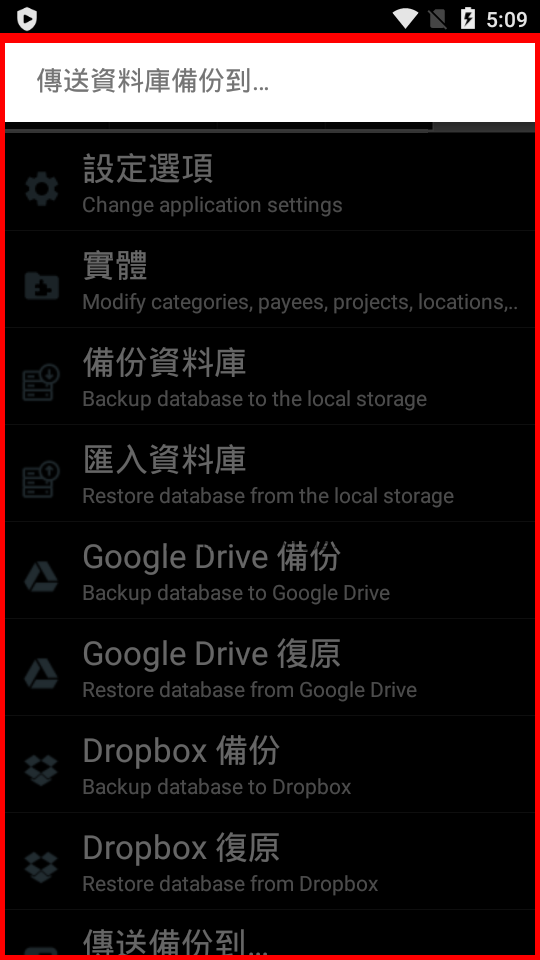 5:09
傳送資料庫備份到...
設定選項
Change application settings
實體
Modify categories, payees, projects, locations,..
備份資料庫
Backup database to the local storage
匯入資料庫
Restore database from the local storage
Google Drive 備份
Backup database to Google Drive
Google Drive 復原
Restore database from Google Drive
Dropbox 備份
Backup database to Dropbox
Dropbox 復原
Restore database from Dropbox
傳送備份到...